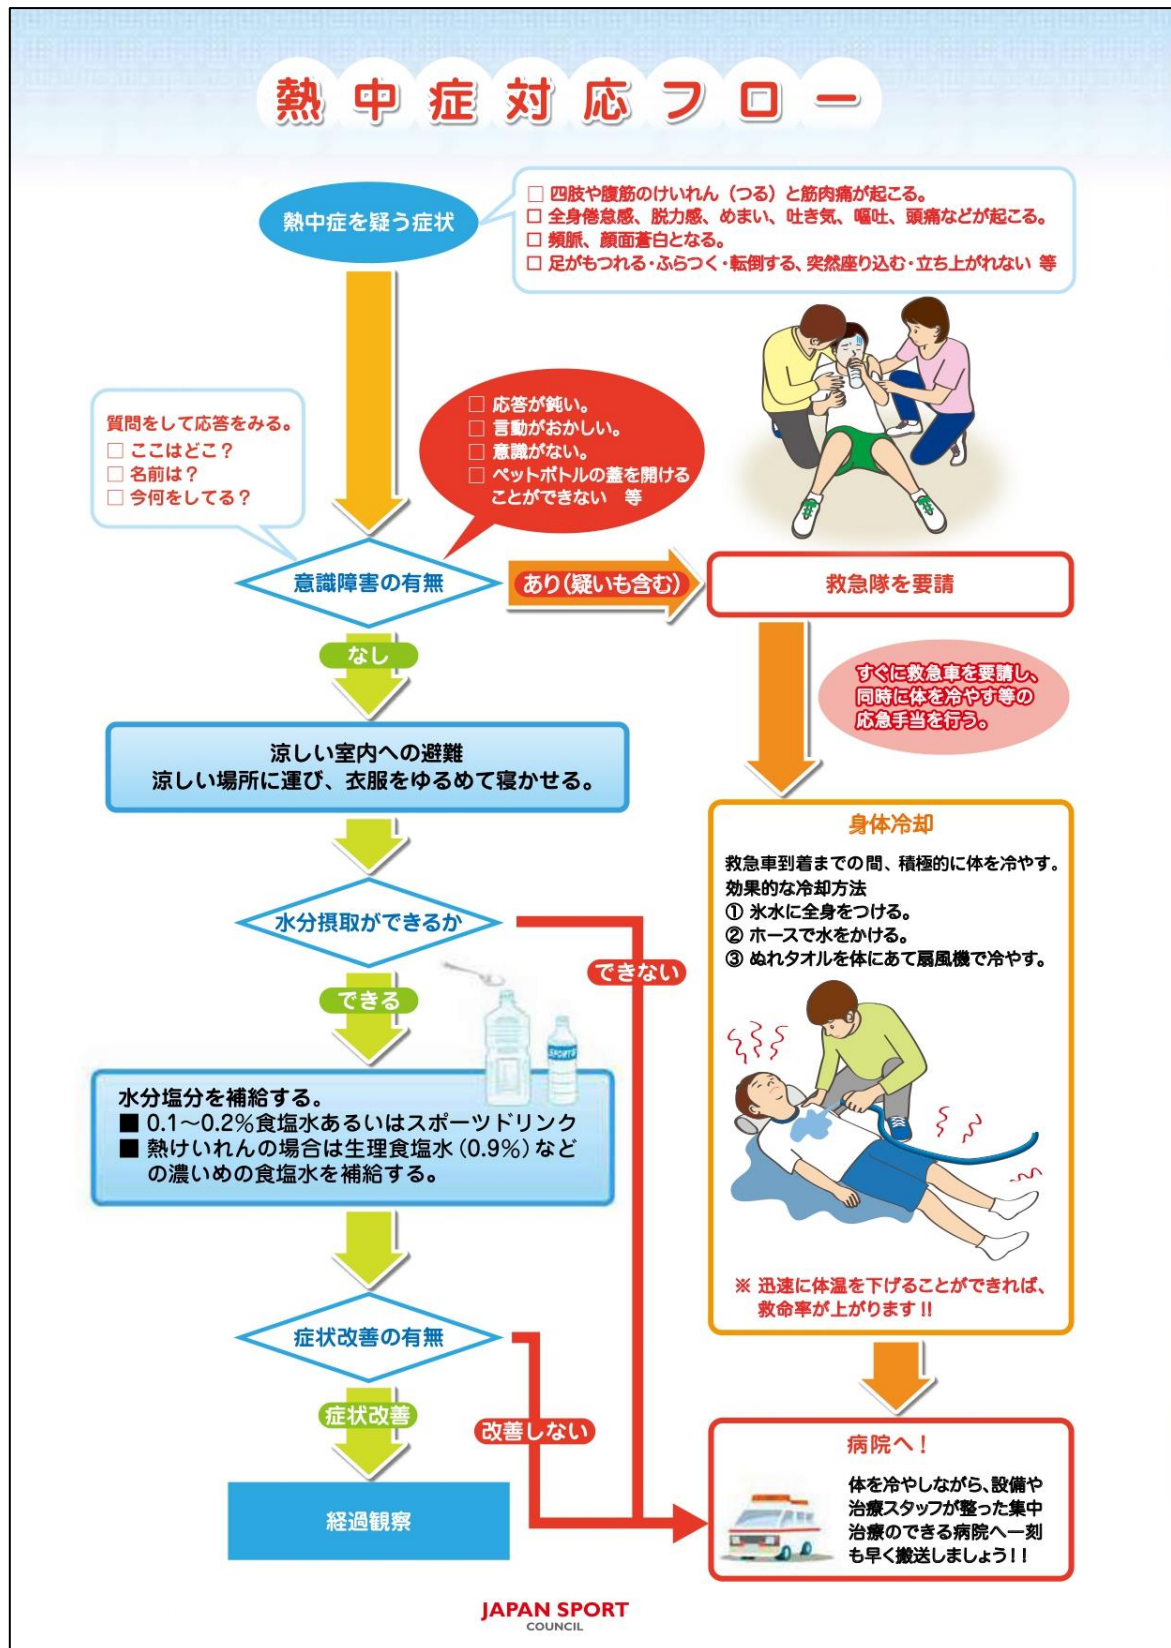 熱中症対応フロー
熱中症を疑う症状
□ 四肢や腹筋のけいれん（つる）と筋肉痛が起こる。
□ 全身倦怠感、脱力感、めまい、吐き気、嘔吐、頭痛などが起こる。
□ 頻脈、顔面蒼白となる。
□ 足がもつれる・ふらつく・転倒する、突然座り込む・立ち上がれない 等
質問をして応答をみる。
□ ここはどこ？
□ 名前は？
□ 今何をしてる？
□ 応答が鈍い。
□ 言動がおかしい。
□ 意識がない。
□ ペットボトルの蓋を開ける
ことができない 等
意識障害の有無
あり（疑いも含む）
救急隊を要請
なし
すぐに救急車を要請し、
同時に体を冷やす等の
応急手当を行う。
涼しい室内への避難
涼しい場所に運び、衣服をゆるめて寝かせる。
身体冷却
救急車到着までの間、積極的に体を冷やす。
効果的な冷却方法
① 氷水に全身をつける。
② ホースで水をかける。
③ ぬれタオルを体にあて扇風機で冷やす。
水分摂取ができるか
できない
できる
SPORTS
水分塩分を補給する。
■ 0.1～0.2％食塩水あるいはスポーツドリンク
■ 熱けいれんの場合は生理食塩水（0.9％）など
の濃いめの食塩水を補給する。
※ 迅速に体温を下げることができれば、
救命率が上がります!!
症状改善の有無
症状改善
改善しない
経過観察
病院へ！
体を冷やしながら、設備や
治療スタッフが整った集中
治療のできる病院へ一刻
も早く搬送しましょう！！
JAPAN SPORT
COUNCIL